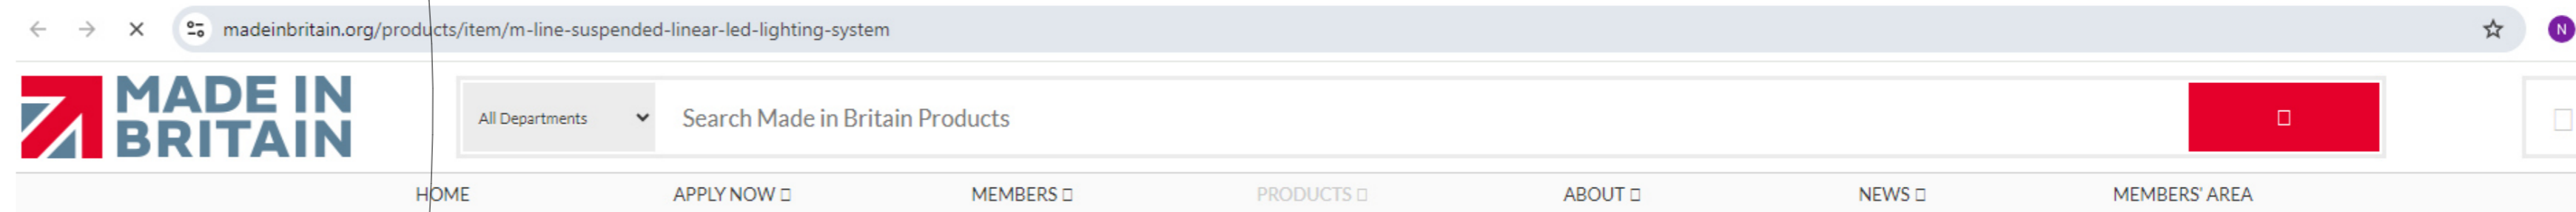 madeinbritain.org/products/item/m-line-suspended-linear-led-lighting-system
N
MADE IN
BRITAIN
All Departments
Search Made in Britain Products
HOME APPLY NOW MEMBERS PRODUCTS ABOUT NEWS MEMBERS' AREA